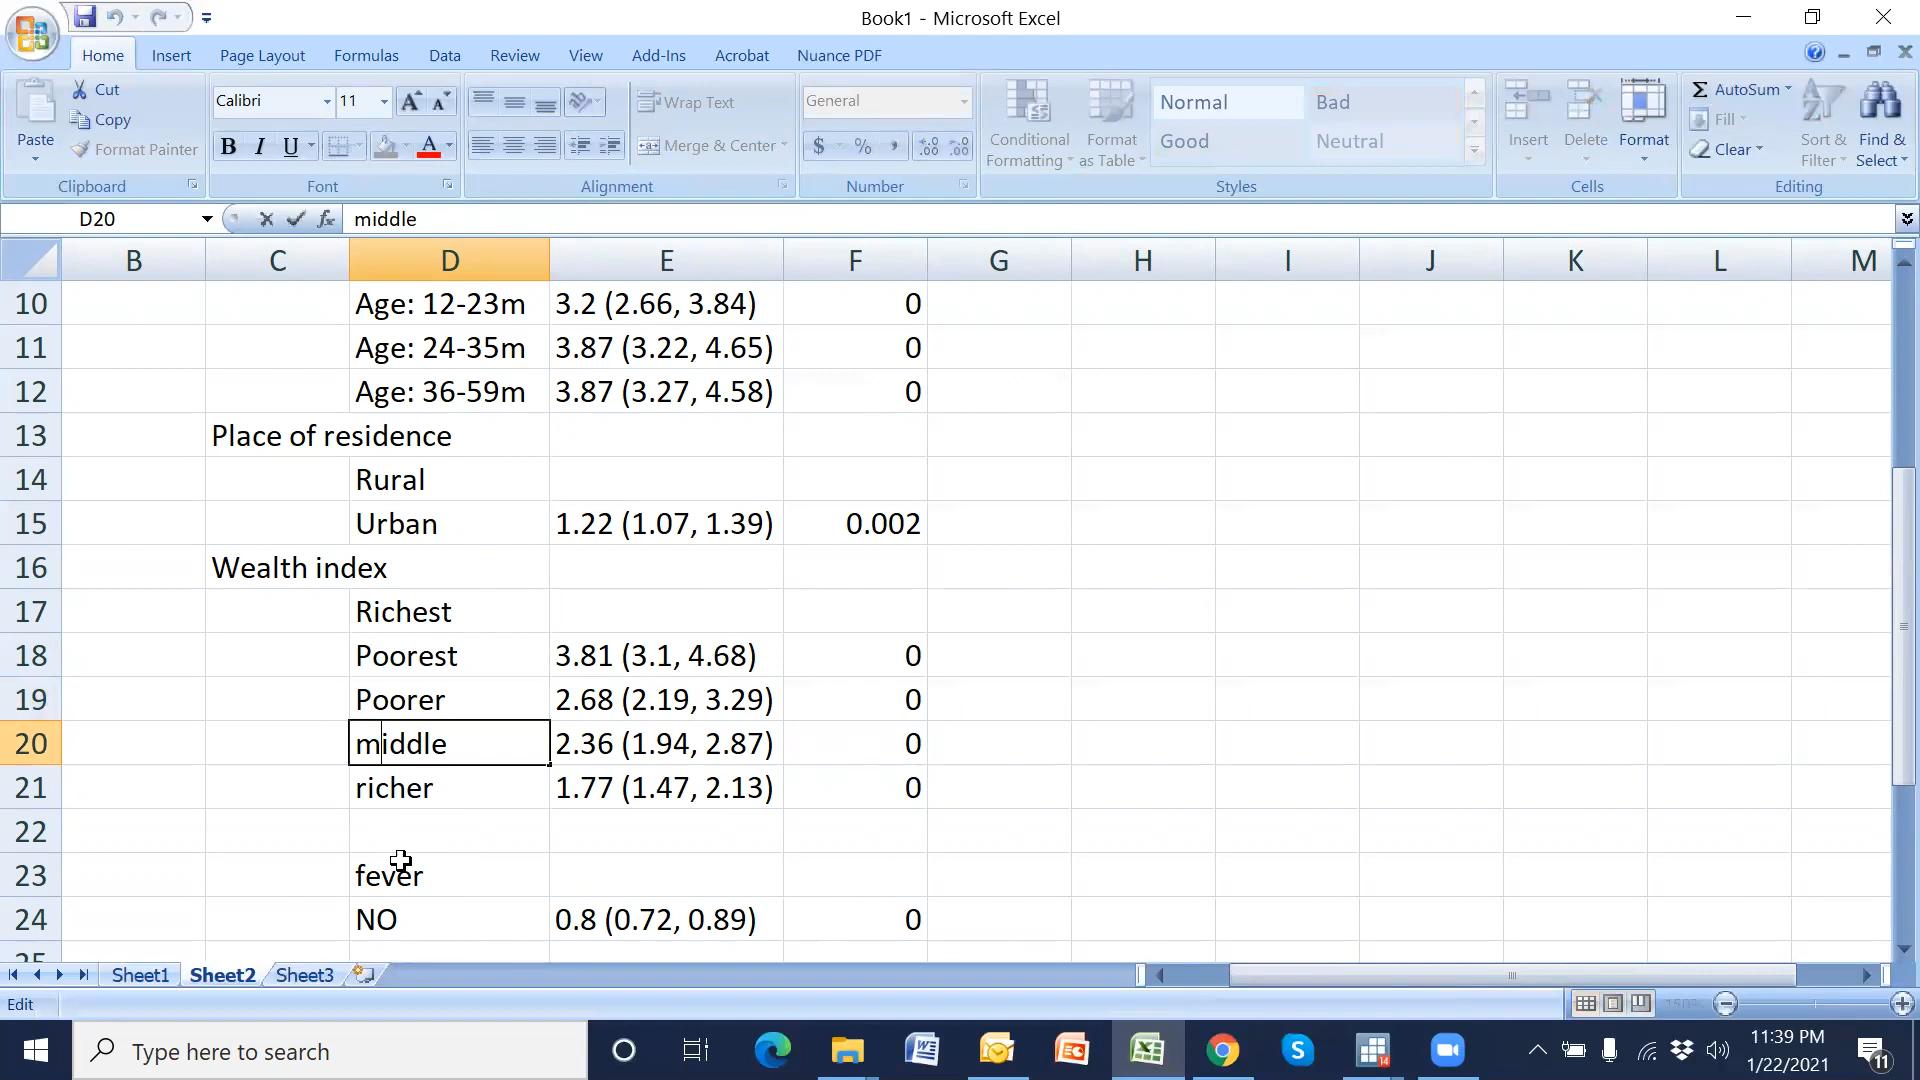 Book1 - Microsoft Excel
Home Insert Page Layout Formulas Data Review View Add-Ins Acrobat Nuance PDF
Paste
Cut
Copy
Format Painter
Clipboard
Calibri 11
B I U
Font
Wrap Text
Merge & Center
Alignment
General
$ % ,
Number
Conditional Formatting
Format as Table
Normal Bad
Good Neutral
Styles
Insert Delete Format
Cells
AutoSum
Fill
Clear
Sort & Filter
Find & Select
Editing
D20 fx middle
B C D E F G H I J K L M
10 Age: 12-23m 3.2 (2.66, 3.84) 0
11 Age: 24-35m 3.87 (3.22, 4.65) 0
12 Age: 36-59m 3.87 (3.27, 4.58) 0
13 Place of residence
14 Rural
15 Urban 1.22 (1.07, 1.39) 0.002
16 Wealth index
17 Richest
18 Poorest 3.81 (3.1, 4.68) 0
19 Poorer 2.68 (2.19, 3.29) 0
20 middle 2.36 (1.94, 2.87) 0
21 richer 1.77 (1.47, 2.13) 0
22
23 fever
24 NO 0.8 (0.72, 0.89) 0
25
Sheet1 Sheet2 Sheet3
Edit
Type here to search
14
11:39 PM
1/22/2021
11